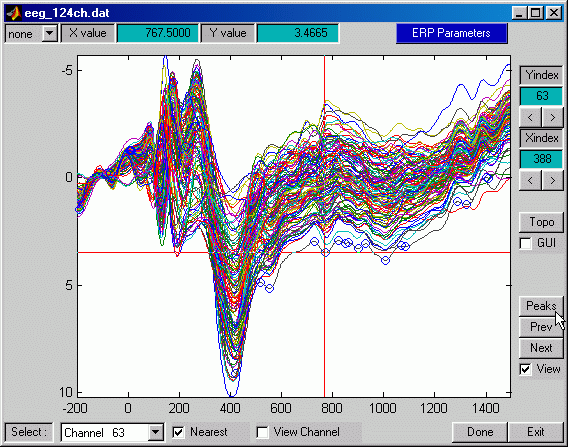 eeg_124ch.dat
none X value 767.5000 Y value 3.4665 ERP Parameters
-5
0
5
10
-200 0 200 400 600 800 1000 1200 1400
Yindex
63
< >
Xindex
388
< >
Topo
GUI
Peaks
Prev
Next
View
Select : Channel 63 Nearest View Channel Done Exit